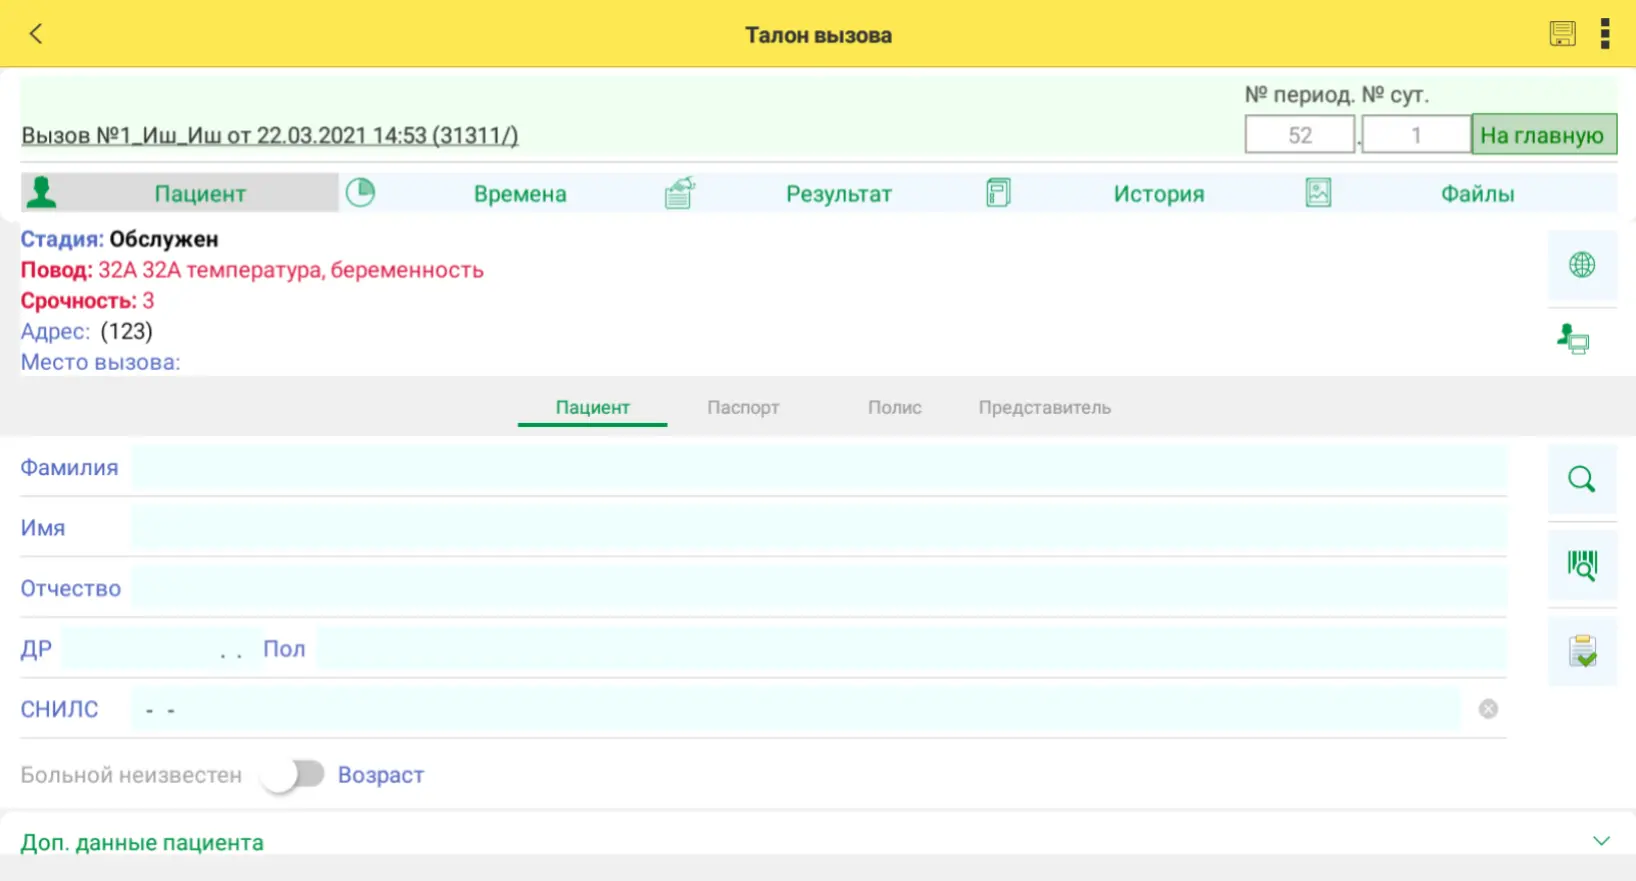 Талон вызова
№ период. № сут.
Вызов №1_Иш_Иш от 22.03.2021 14:53 (31311/)
52 . 1 На главную
Пациент Времена Результат История Файлы
Стадия: Обслужен
Повод: 32А 32А температура, беременность
Срочность: 3
Адрес: (123)
Место вызова:
Пациент Паспорт Полис Представитель
Фамилия
Имя
Отчество
ДР . . Пол
СНИЛС - -
Больной неизвестен Возраст
Доп. данные пациента